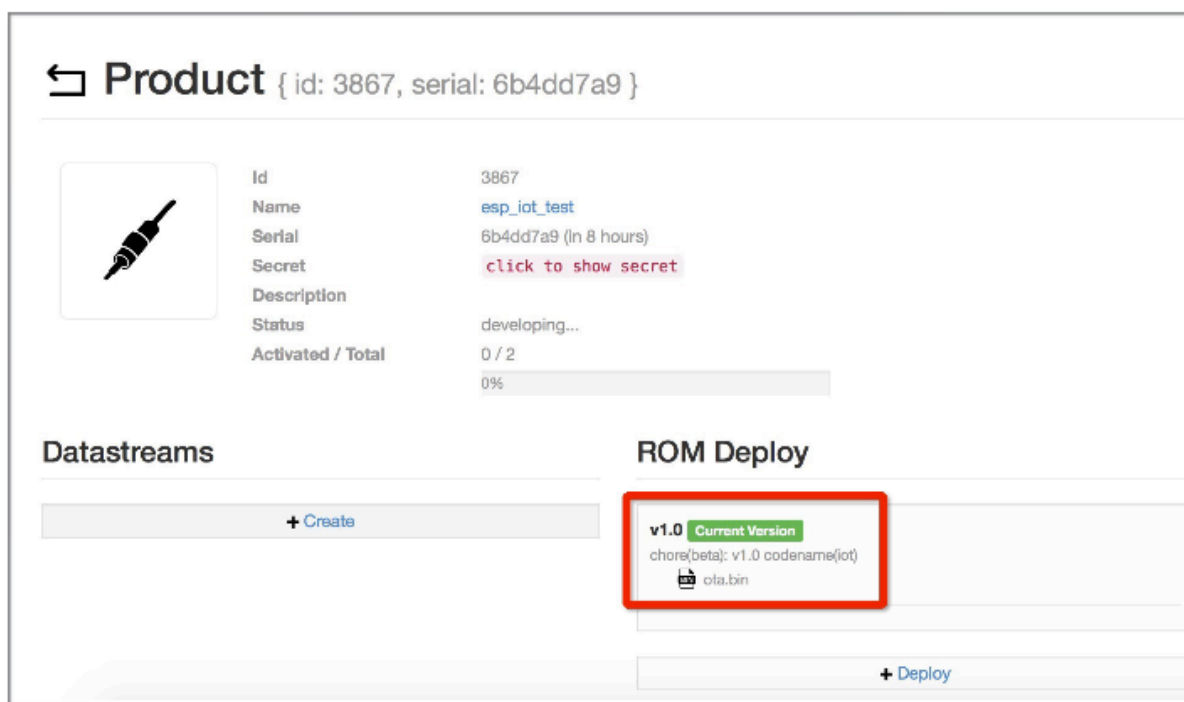 Product { id: 3867, serial: 6b4dd7a9 }
Id 3867
Name esp_iot_test
Serial 6b4dd7a9 (in 8 hours)
Secret click to show secret
Description
Status developing...
Activated / Total 0 / 2
0%
Datastreams
+ Create
ROM Deploy
v1.0 Current Version
chore(beta): v1.0 codename(iot)
ota.bin
+ Deploy